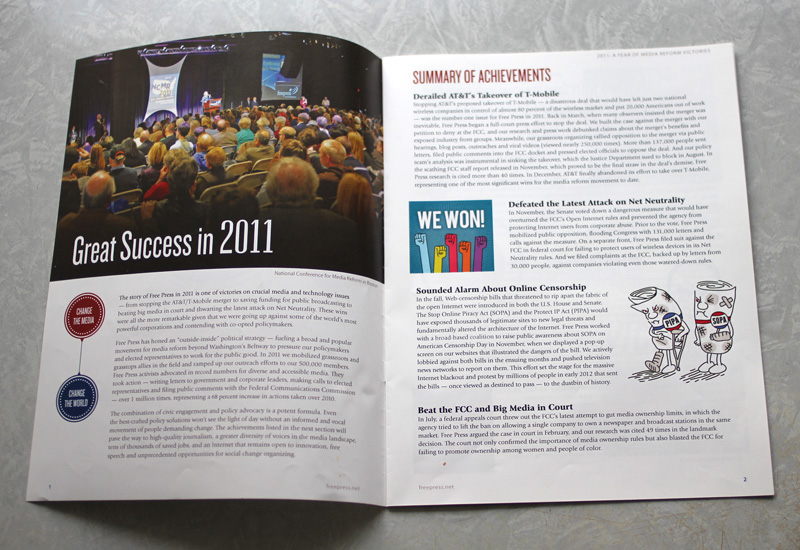 NCMR
2011
Great Success in 2011
National Conference for Media Reform in Boston
CHANGE
THE MEDIA
CHANGE
THE WORLD
The story of Free Press in 2011 is one of victories on crucial media and technology issues
— from stopping the AT&T/T-Mobile merger to saving funding for public broadcasting to
beating big media in court and thwarting the latest attack on Net Neutrality. These wins
were all the more remarkable given that we were going up against some of the world's most
powerful corporations and contending with co-opted policymakers.
Free Press has honed an "outside-inside" political strategy — fueling a broad and popular
movement for media reform beyond Washington's Beltway to pressure our policymakers
and elected representatives to work for the public good. In 2011 we mobilized grassroots and
grasstops allies in the field and ramped up our outreach efforts to our 500,000 members.
Free Press activists advocated in record numbers for diverse and accessible media. They
took action — writing letters to government and corporate leaders, making calls to elected
representatives and filing public comments with the Federal Communications Commission
— over 1 million times, representing a 68 percent increase in actions taken over 2010.
The combination of civic engagement and policy advocacy is a potent formula. Even
the best-crafted policy solutions won't see the light of day without an informed and vocal
movement of people demanding change. The achievements listed in the next section will
pave the way to high-quality journalism, a greater diversity of voices in the media landscape,
tens of thousands of saved jobs, and an Internet that remains open to innovation, free
speech and unprecedented opportunities for social change organizing.
1
freepress.net
2011: A YEAR OF MEDIA REFORM VICTORIES
SUMMARY OF ACHIEVEMENTS
Derailed AT&T's Takeover of T-Mobile
Stopping AT&T's proposed takeover of T-Mobile — a disastrous deal that would have left just two national
wireless companies in control of almost 80 percent of the wireless market and put 20,000 Americans out of work
— was the number-one issue for Free Press in 2011. Back in March, when many observers insisted the merger was
inevitable, Free Press began a full-court-press effort to stop the deal. We built the case against the merger with our
petition to deny at the FCC, and our research and press work debunked claims about the merger's benefits and
exposed industry front groups. Meanwhile, our grassroots organizing rallied opposition to the merger via public
hearings, blog posts, outreaches and viral videos (viewed nearly 250,000 times). More than 137,000 people sent
letters, filed public comments into the FCC docket and pressed elected officials to oppose the deal. And our policy
team's analysis was instrumental in sinking the takeover, which the Justice Department sued to block in August. In
the scathing FCC staff report released in November, which proved to be the final straw in the deal's demise, Free
Press research is cited more than 40 times. In December, AT&T finally abandoned its effort to take over T-Mobile,
representing one of the most significant wins for the media reform movement to date.
WE WON!
Defeated the Latest Attack on Net Neutrality
In November, the Senate voted down a dangerous measure that would have
overturned the FCC's Open Internet rules and prevented the agency from
protecting Internet users from corporate abuse. Prior to the vote, Free Press
mobilized public opposition, flooding Congress with 131,000 letters and
calls against the measure. On a separate front, Free Press filed suit against the
FCC in federal court for failing to protect users of wireless devices in its Net
Neutrality rules. And we filed complaints at the FCC, backed up by letters from
30,000 people, against companies violating even those watered-down rules.
Sounded Alarm About Online Censorship
In the fall, Web-censorship bills that threatened to rip apart the fabric of
the open Internet were introduced in both the U.S. House and Senate.
The Stop Online Piracy Act (SOPA) and the Protect IP Act (PIPA) would
have exposed thousands of legitimate sites to new legal threats and
fundamentally altered the architecture of the Internet. Free Press worked
with a broad-based coalition to raise public awareness about SOPA on
American Censorship Day in November, when we displayed a pop-up
screen on our websites that illustrated the dangers of the bill. We actively
lobbied against both bills in the ensuing months and pushed television
news networks to report on them. This effort set the stage for the massive
Internet blackout and protest by millions of people in early 2012 that sent
the bills — once viewed as destined to pass — to the dustbin of history.
PIPA
SOPA
Beat the FCC and Big Media in Court
In July, a federal appeals court threw out the FCC's latest attempt to gut media ownership limits, in which the
agency tried to lift the ban on allowing a single company to own a newspaper and broadcast stations in the same
market. Free Press argued the case in court in February, and our research was cited 49 times in the landmark
decision. The court not only confirmed the importance of media ownership rules but also blasted the FCC for
failing to promote ownership among women and people of color.
freepress.net
2